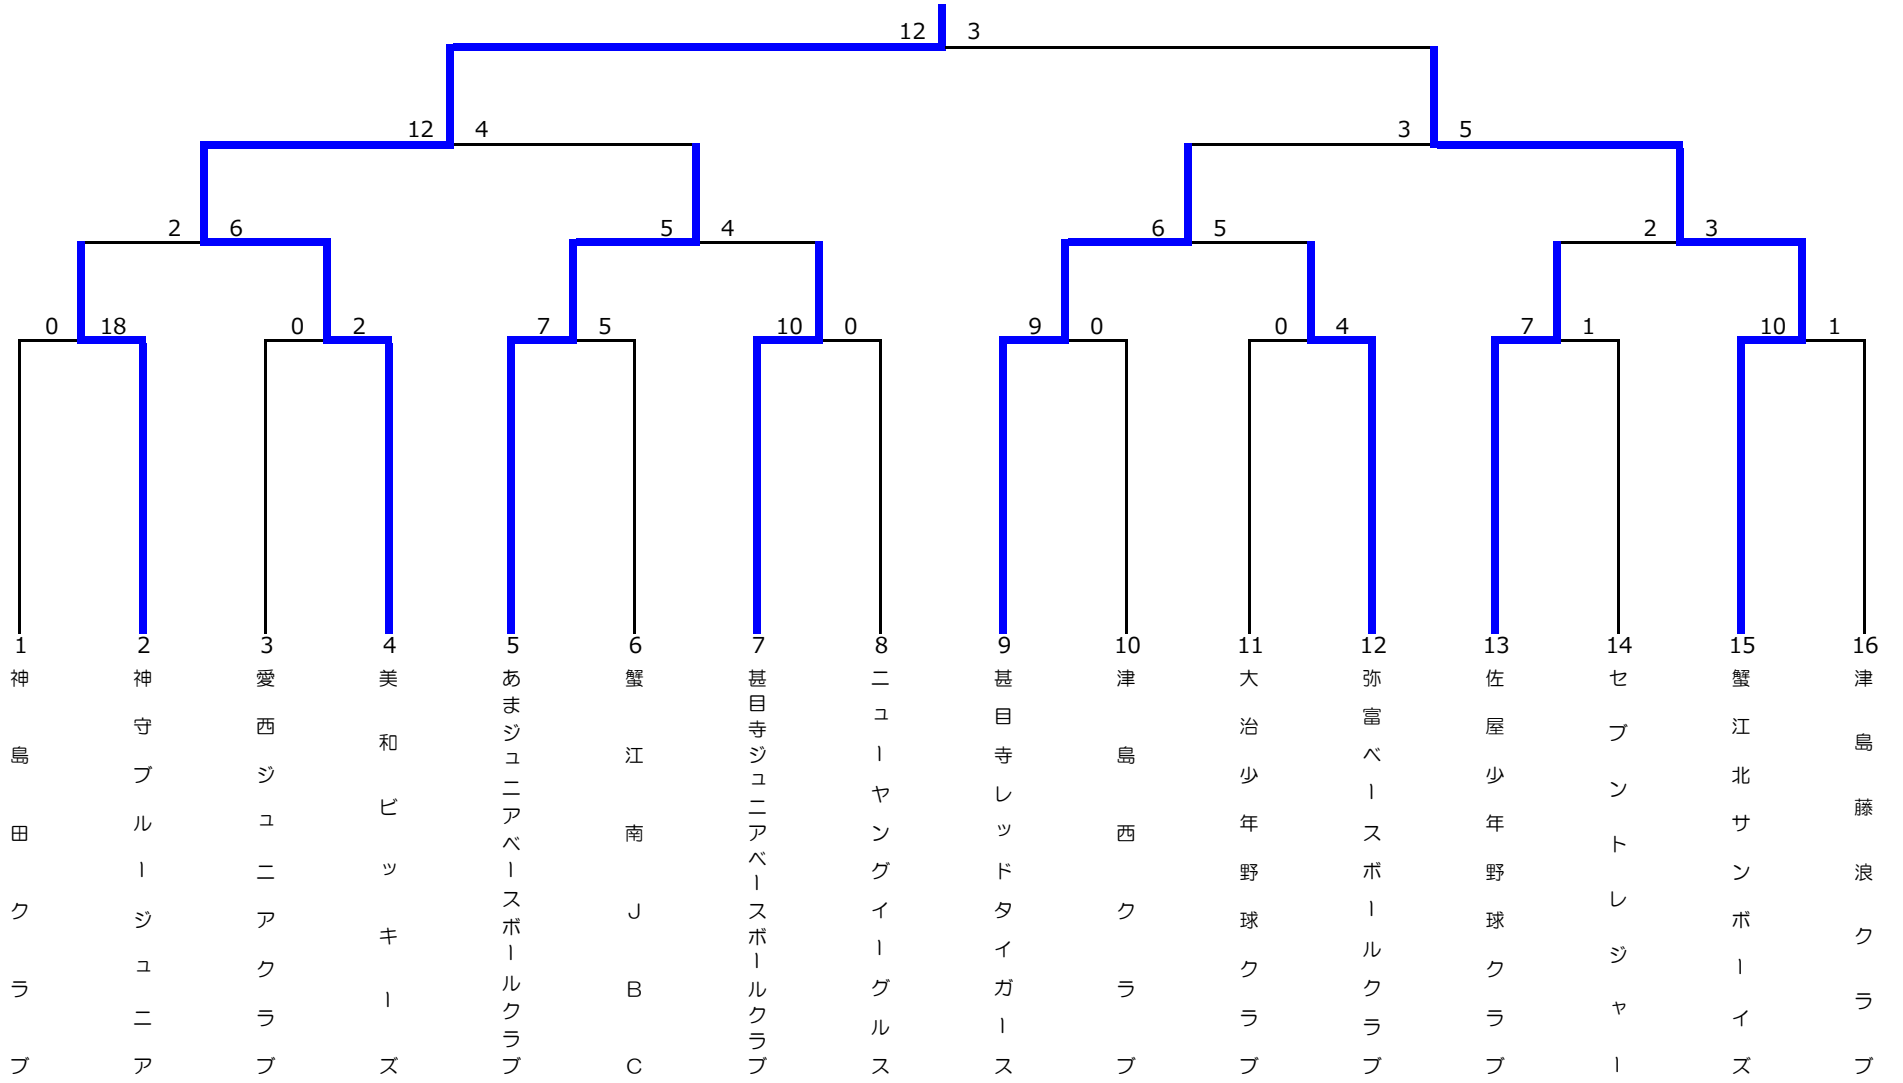 12 3
12 4 3 5
2 6 5 4 6 5 2 3
0 18 0 2 7 5 10 0 9 0 0 4 7 1 10 1
1 2 3 4 5 6 7 8 9 10 11 12 13 14 15 16
神島田クラブ
神守ブルージュニア
愛西ジュニアクラブ
美和ビッキーズ
あまジュニアベースボールクラブ
蟹江南JBC
甚目寺ジュニアベースボールクラブ
ニューヤングイーグルス
甚目寺レッドタイガース
津島西クラブ
大治少年野球クラブ
弥富ベースボールクラブ
佐屋少年野球クラブ
セブントレジャー
蟹江北サンボーイズ
津島藤浪クラブ